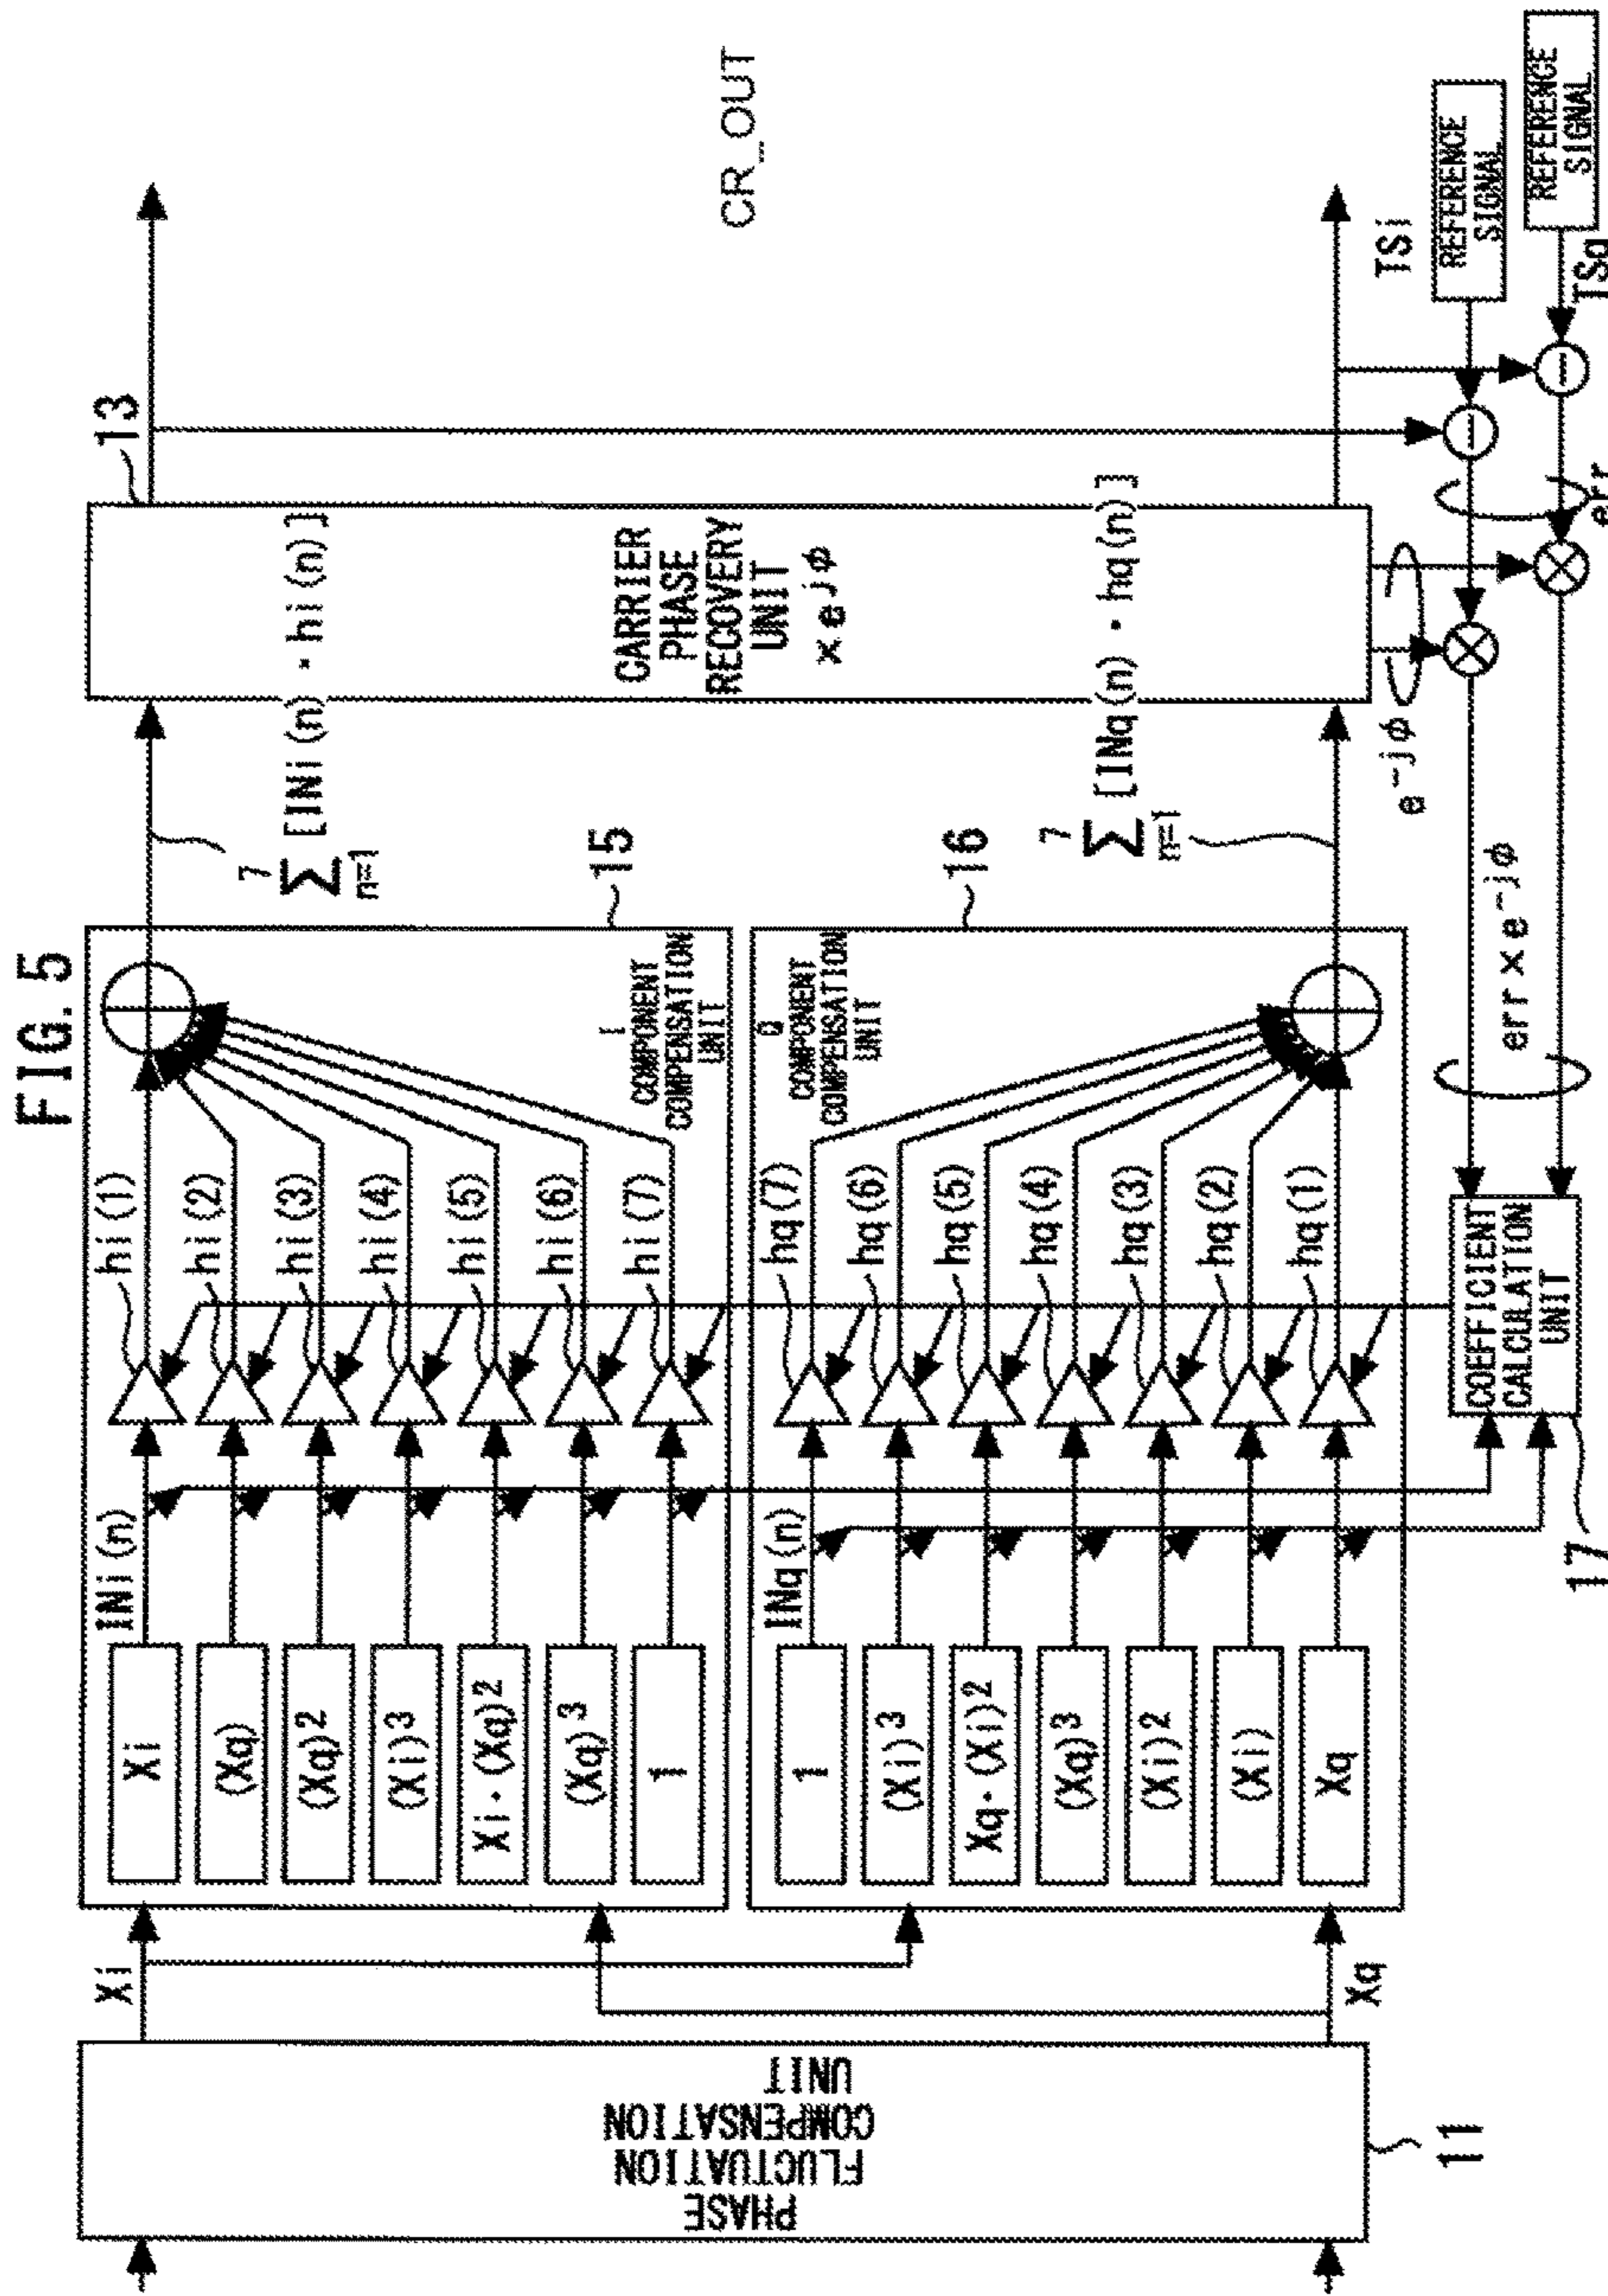 FIG. 5
PHASE
FLUCTUATION
COMPENSATION
UNIT
11
Xi
Xq
INi(n)
Xi
(Xq)
(Xq)²
(Xi)³
Xi·(Xq)²
(Xq)³
1
hi(1)
hi(2)
hi(3)
hi(4)
hi(5)
hi(6)
hi(7)
I
COMPONENT
COMPENSATION
UNIT
15
INq(n)
1
(Xi)³
Xq·(Xi)²
(Xq)³
(Xi)²
(Xi)
Xq
hq(7)
hq(6)
hq(5)
hq(4)
hq(3)
hq(2)
hq(1)
Q
COMPONENT
COMPENSATION
UNIT
16
7
Σ [INi(n)·hi(n)]
n=1
7
Σ [INq(n)·hq(n)]
n=1
13
CARRIER
PHASE
RECOVERY
UNIT
×e^jφ
CR_OUT
COEFFICIENT
CALCULATION
UNIT
17
err×e^-jφ
e^-jφ
err
TSi
REFERENCE
SIGNAL
TSq
REFERENCE
SIGNAL